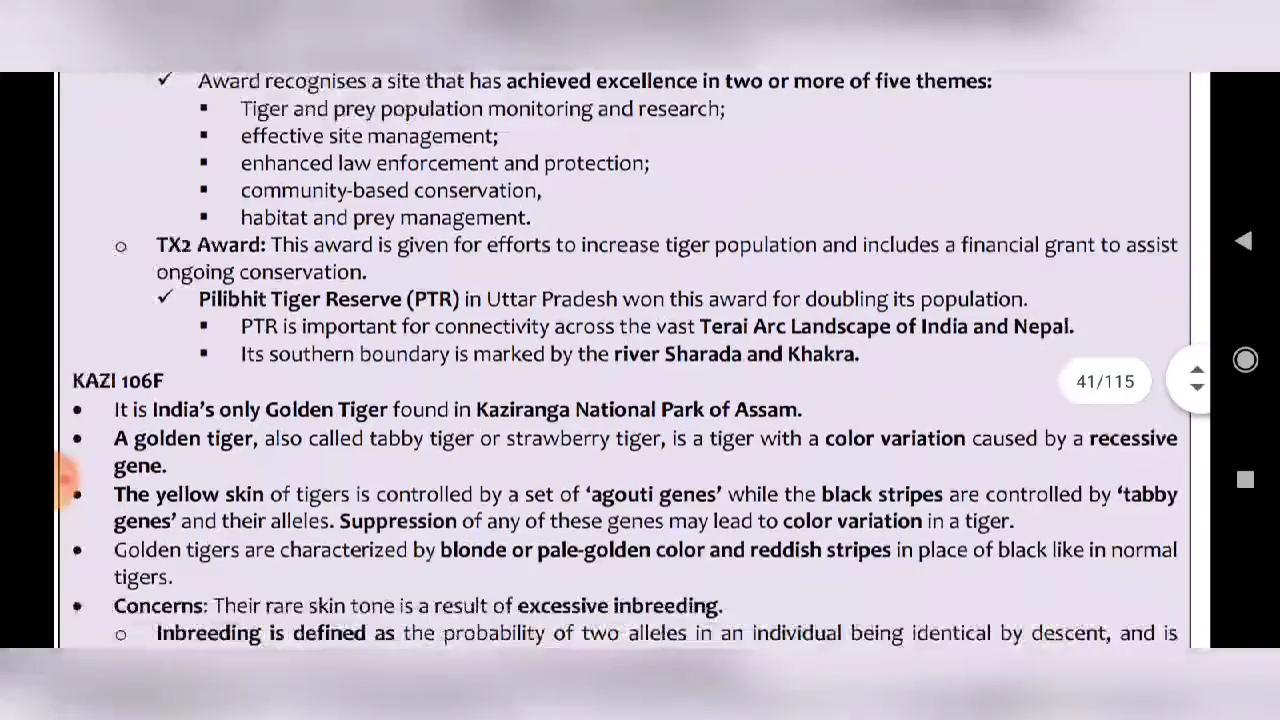 ✓ Award recognises a site that has achieved excellence in two or more of five themes:
▪ Tiger and prey population monitoring and research;
▪ effective site management;
▪ enhanced law enforcement and protection;
▪ community-based conservation,
▪ habitat and prey management.
o TX2 Award: This award is given for efforts to increase tiger population and includes a financial grant to assist
ongoing conservation.
✓ Pilibhit Tiger Reserve (PTR) in Uttar Pradesh won this award for doubling its population.
▪ PTR is important for connectivity across the vast Terai Arc Landscape of India and Nepal.
▪ Its southern boundary is marked by the river Sharada and Khakra.
KAZI 106F
41/115
• It is India's only Golden Tiger found in Kaziranga National Park of Assam.
• A golden tiger, also called tabby tiger or strawberry tiger, is a tiger with a color variation caused by a recessive
gene.
• The yellow skin of tigers is controlled by a set of 'agouti genes' while the black stripes are controlled by 'tabby
genes' and their alleles. Suppression of any of these genes may lead to color variation in a tiger.
• Golden tigers are characterized by blonde or pale-golden color and reddish stripes in place of black like in normal
tigers.
• Concerns: Their rare skin tone is a result of excessive inbreeding.
o Inbreeding is defined as the probability of two alleles in an individual being identical by descent, and is